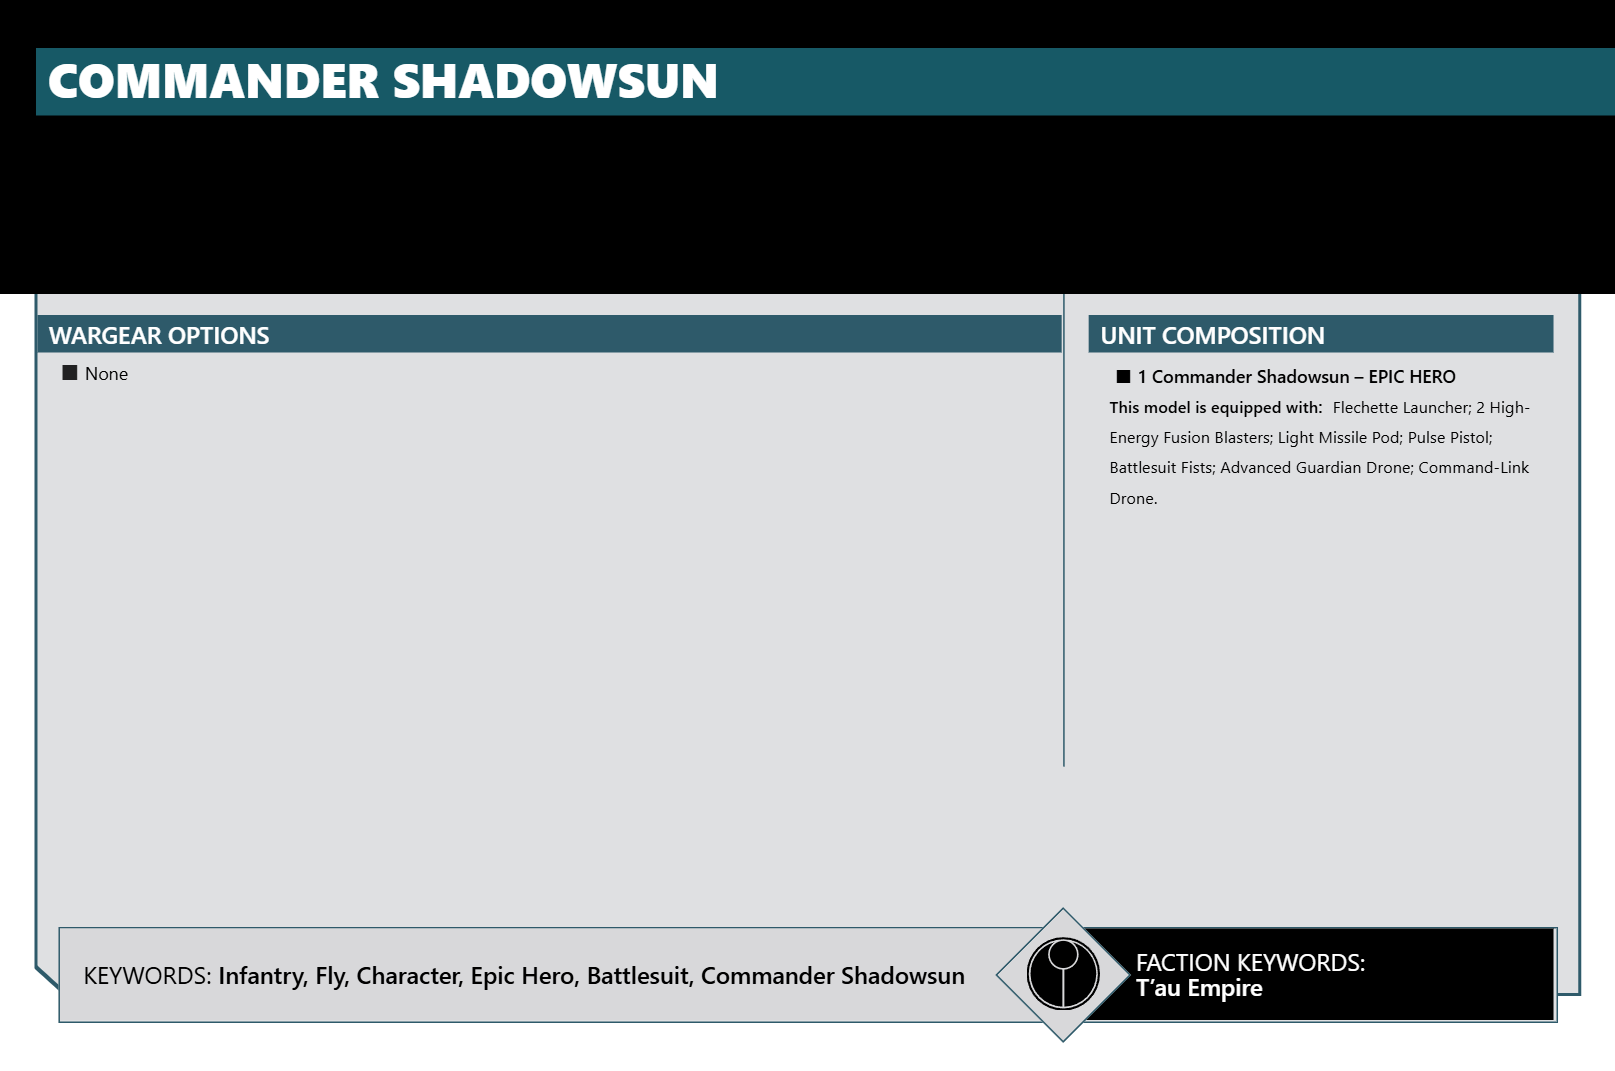 COMMANDER SHADOWSUN
WARGEAR OPTIONS
■ None
UNIT COMPOSITION
■ 1 Commander Shadowsun – EPIC HERO
This model is equipped with: Flechette Launcher; 2 High-
Energy Fusion Blasters; Light Missile Pod; Pulse Pistol;
Battlesuit Fists; Advanced Guardian Drone; Command-Link
Drone.
KEYWORDS: Infantry, Fly, Character, Epic Hero, Battlesuit, Commander Shadowsun
FACTION KEYWORDS:
T’au Empire